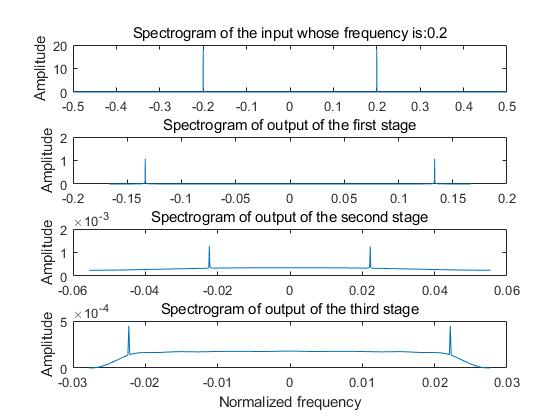 Spectrogram of the input whose frequency is:0.2
20
10
0
Amplitude
-0.5 -0.4 -0.3 -0.2 -0.1 0 0.1 0.2 0.3 0.4 0.5
Spectrogram of output of the first stage
2
1
0
Amplitude
-0.2 -0.15 -0.1 -0.05 0 0.05 0.1 0.15 0.2
×10-3 Spectrogram of output of the second stage
2
1
0
Amplitude
-0.06 -0.04 -0.02 0 0.02 0.04 0.06
×10-4 Spectrogram of output of the third stage
5
0
Amplitude
-0.03 -0.02 -0.01 0 0.01 0.02 0.03
Normalized frequency